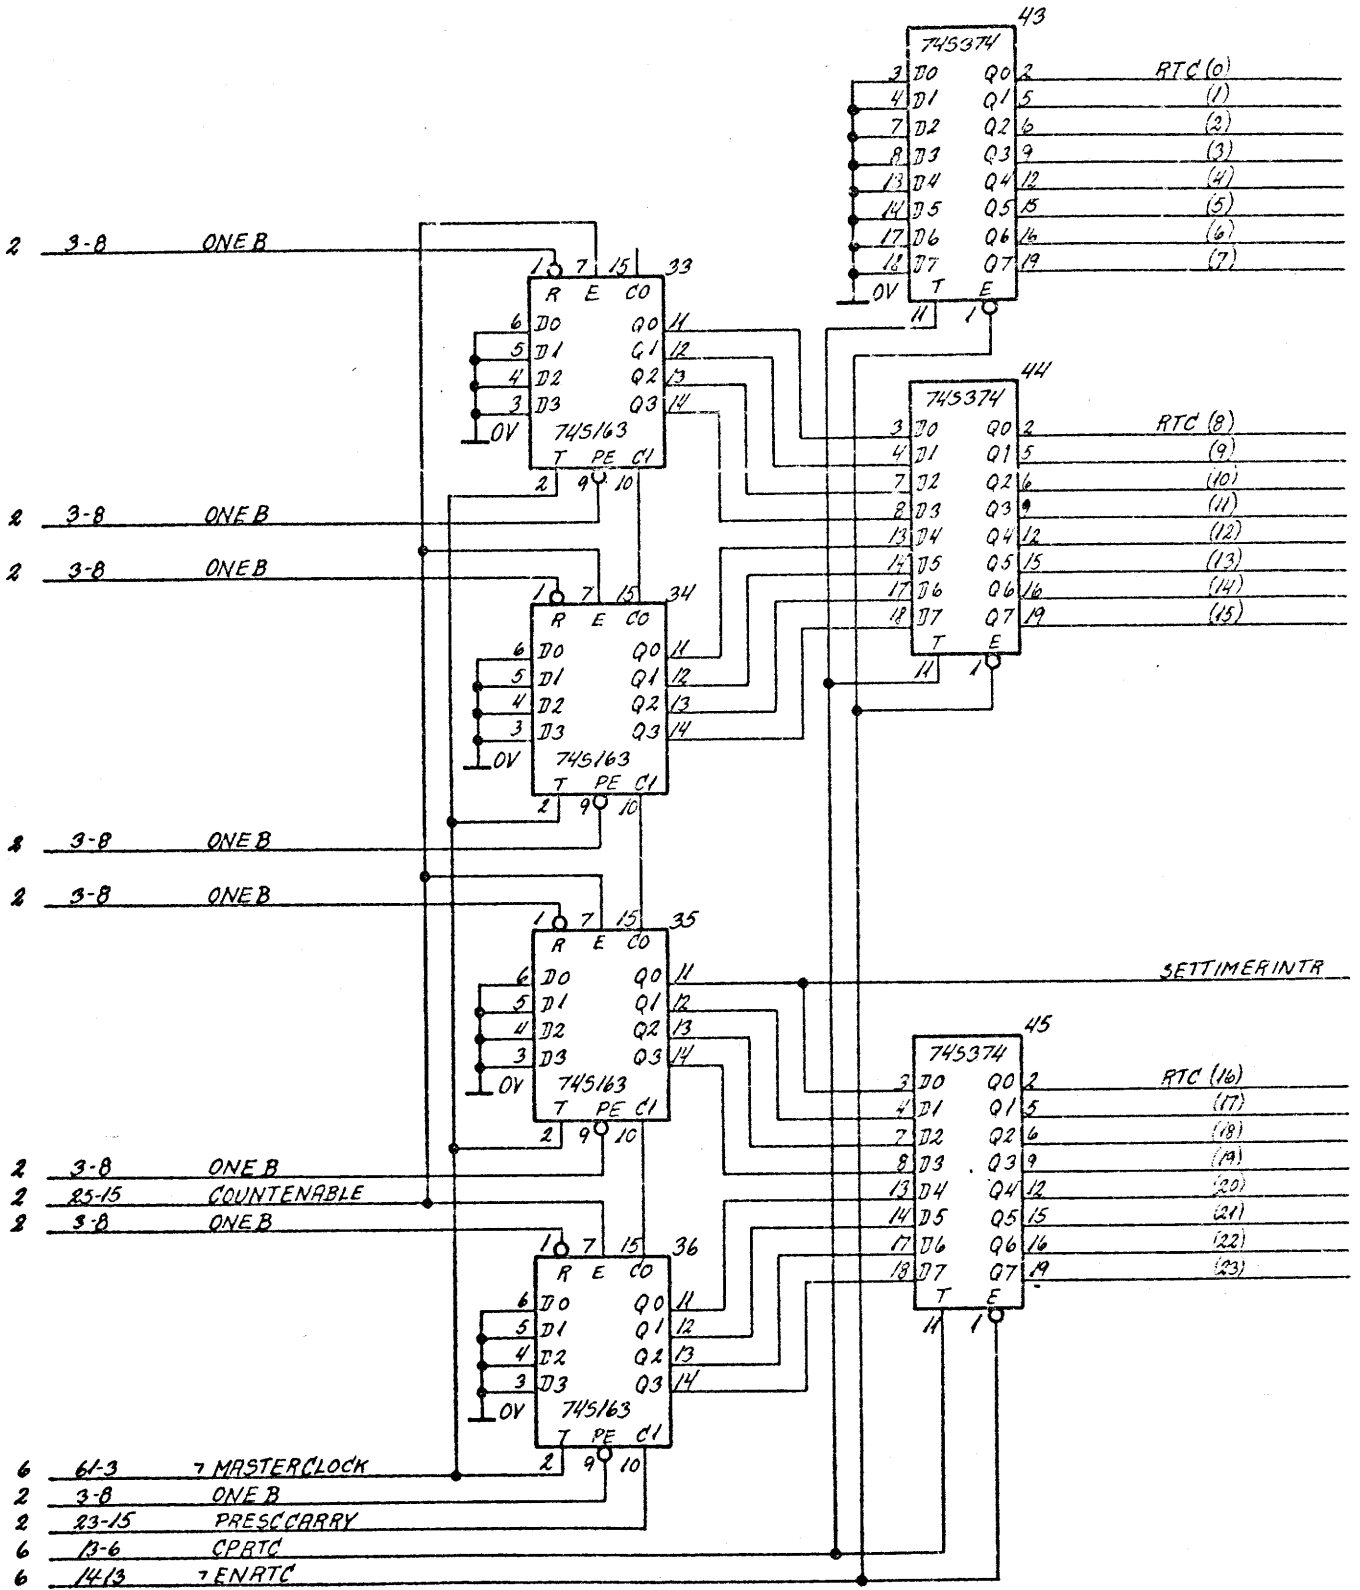 43
74S374
3 D0 Q0 2 RTC (0)
4 D1 Q1 5 (1)
7 D2 Q2 6 (2)
8 D3 Q3 9 (3)
13 D4 Q4 12 (4)
14 D5 Q5 15 (5)
17 D6 Q6 16 (6)
18 D7 Q7 19 (7)
0V T E
11 1
2 3-8 ONE B
1 7 15 33
R E CO
6 D0 Q0 11
5 D1 Q1 12
4 D2 Q2 13
3 D3 Q3 14
0V 74S163
T PE CI
2 9 10
44
74S374
3 D0 Q0 2 RTC (8)
4 D1 Q1 5 (9)
7 D2 Q2 6 (10)
8 D3 Q3 9 (11)
13 D4 Q4 12 (12)
14 D5 Q5 15 (13)
17 D6 Q6 16 (14)
18 D7 Q7 19 (15)
T E
11 1
2 3-8 ONE B
2 3-8 ONE B
1 7 15 34
R E CO
6 D0 Q0 11
5 D1 Q1 12
4 D2 Q2 13
3 D3 Q3 14
0V 74S163
T PE CI
2 9 10
2 3-8 ONE B
2 3-8 ONE B
1 7 15 35
R E CO
6 D0 Q0 11 SETTIMERINTR
5 D1 Q1 12
4 D2 Q2 13
3 D3 Q3 14
0V 74S163
T PE CI
2 9 10
45
74S374
3 D0 Q0 2 RTC (16)
4 D1 Q1 5 (17)
7 D2 Q2 6 (18)
8 D3 Q3 9 (19)
13 D4 Q4 12 (20)
14 D5 Q5 15 (21)
17 D6 Q6 16 (22)
18 D7 Q7 19 (23)
T E
11 1
2 3-8 ONE B
2 25-15 COUNTENABLE
2 3-8 ONE B
1 7 15 36
R E CO
6 D0 Q0 11
5 D1 Q1 12
4 D2 Q2 13
3 D3 Q3 14
0V 74S163
T PE CI
2 9 10
6 61-3 ¬ MASTERCLOCK
2 3-8 ONE B
2 23-15 PRESCCARRY
6 13-6 CPRTC
6 14-13 ¬ ENRTC